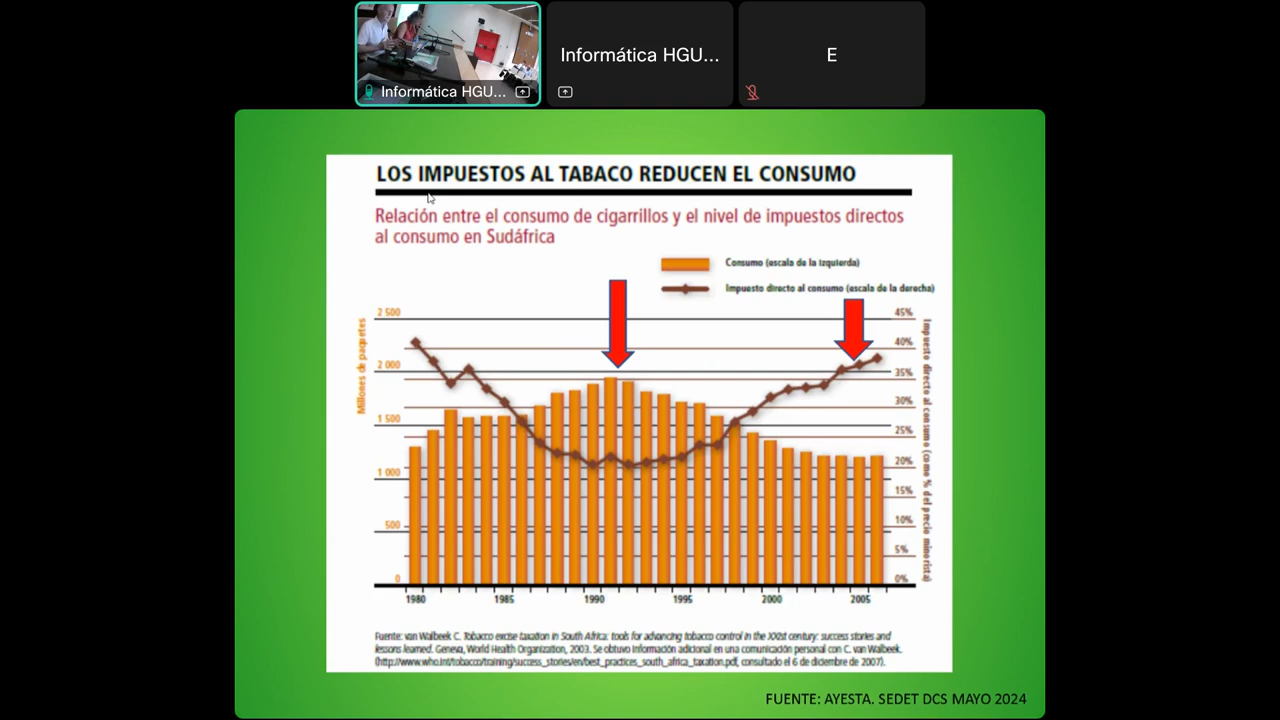 Informática HGU...
Informática HGU...
E
LOS IMPUESTOS AL TABACO REDUCEN EL CONSUMO
Relación entre el consumo de cigarrillos y el nivel de impuestos directos
al consumo en Sudáfrica
Consumo (escala de la izquierda)
Impuesto directo al consumo (escala de la derecha)
Millones de paquetes
2 500
2 000
1 500
1 000
500
0
45%
40%
35%
30%
25%
20%
15%
10%
5%
0%
Impuesto directo al consumo (como % del precio minorista)
1980 1985 1990 1995 2000 2005
Fuente: van Walbeek C. Tobacco excise taxation in South Africa: tools for advancing tobacco control in the XXIst century: success stories and
lessons learned. Geneva, World Health Organization, 2003. Se obtuvo información adicional en una comunicación personal con C. van Walbeek.
(http://www.who.int/tobacco/training/success_stories/en/best_practices_south_africa_taxation.pdf, consultado el 6 de diciembre de 2007).
FUENTE: AYESTA. SEDET DCS MAYO 2024